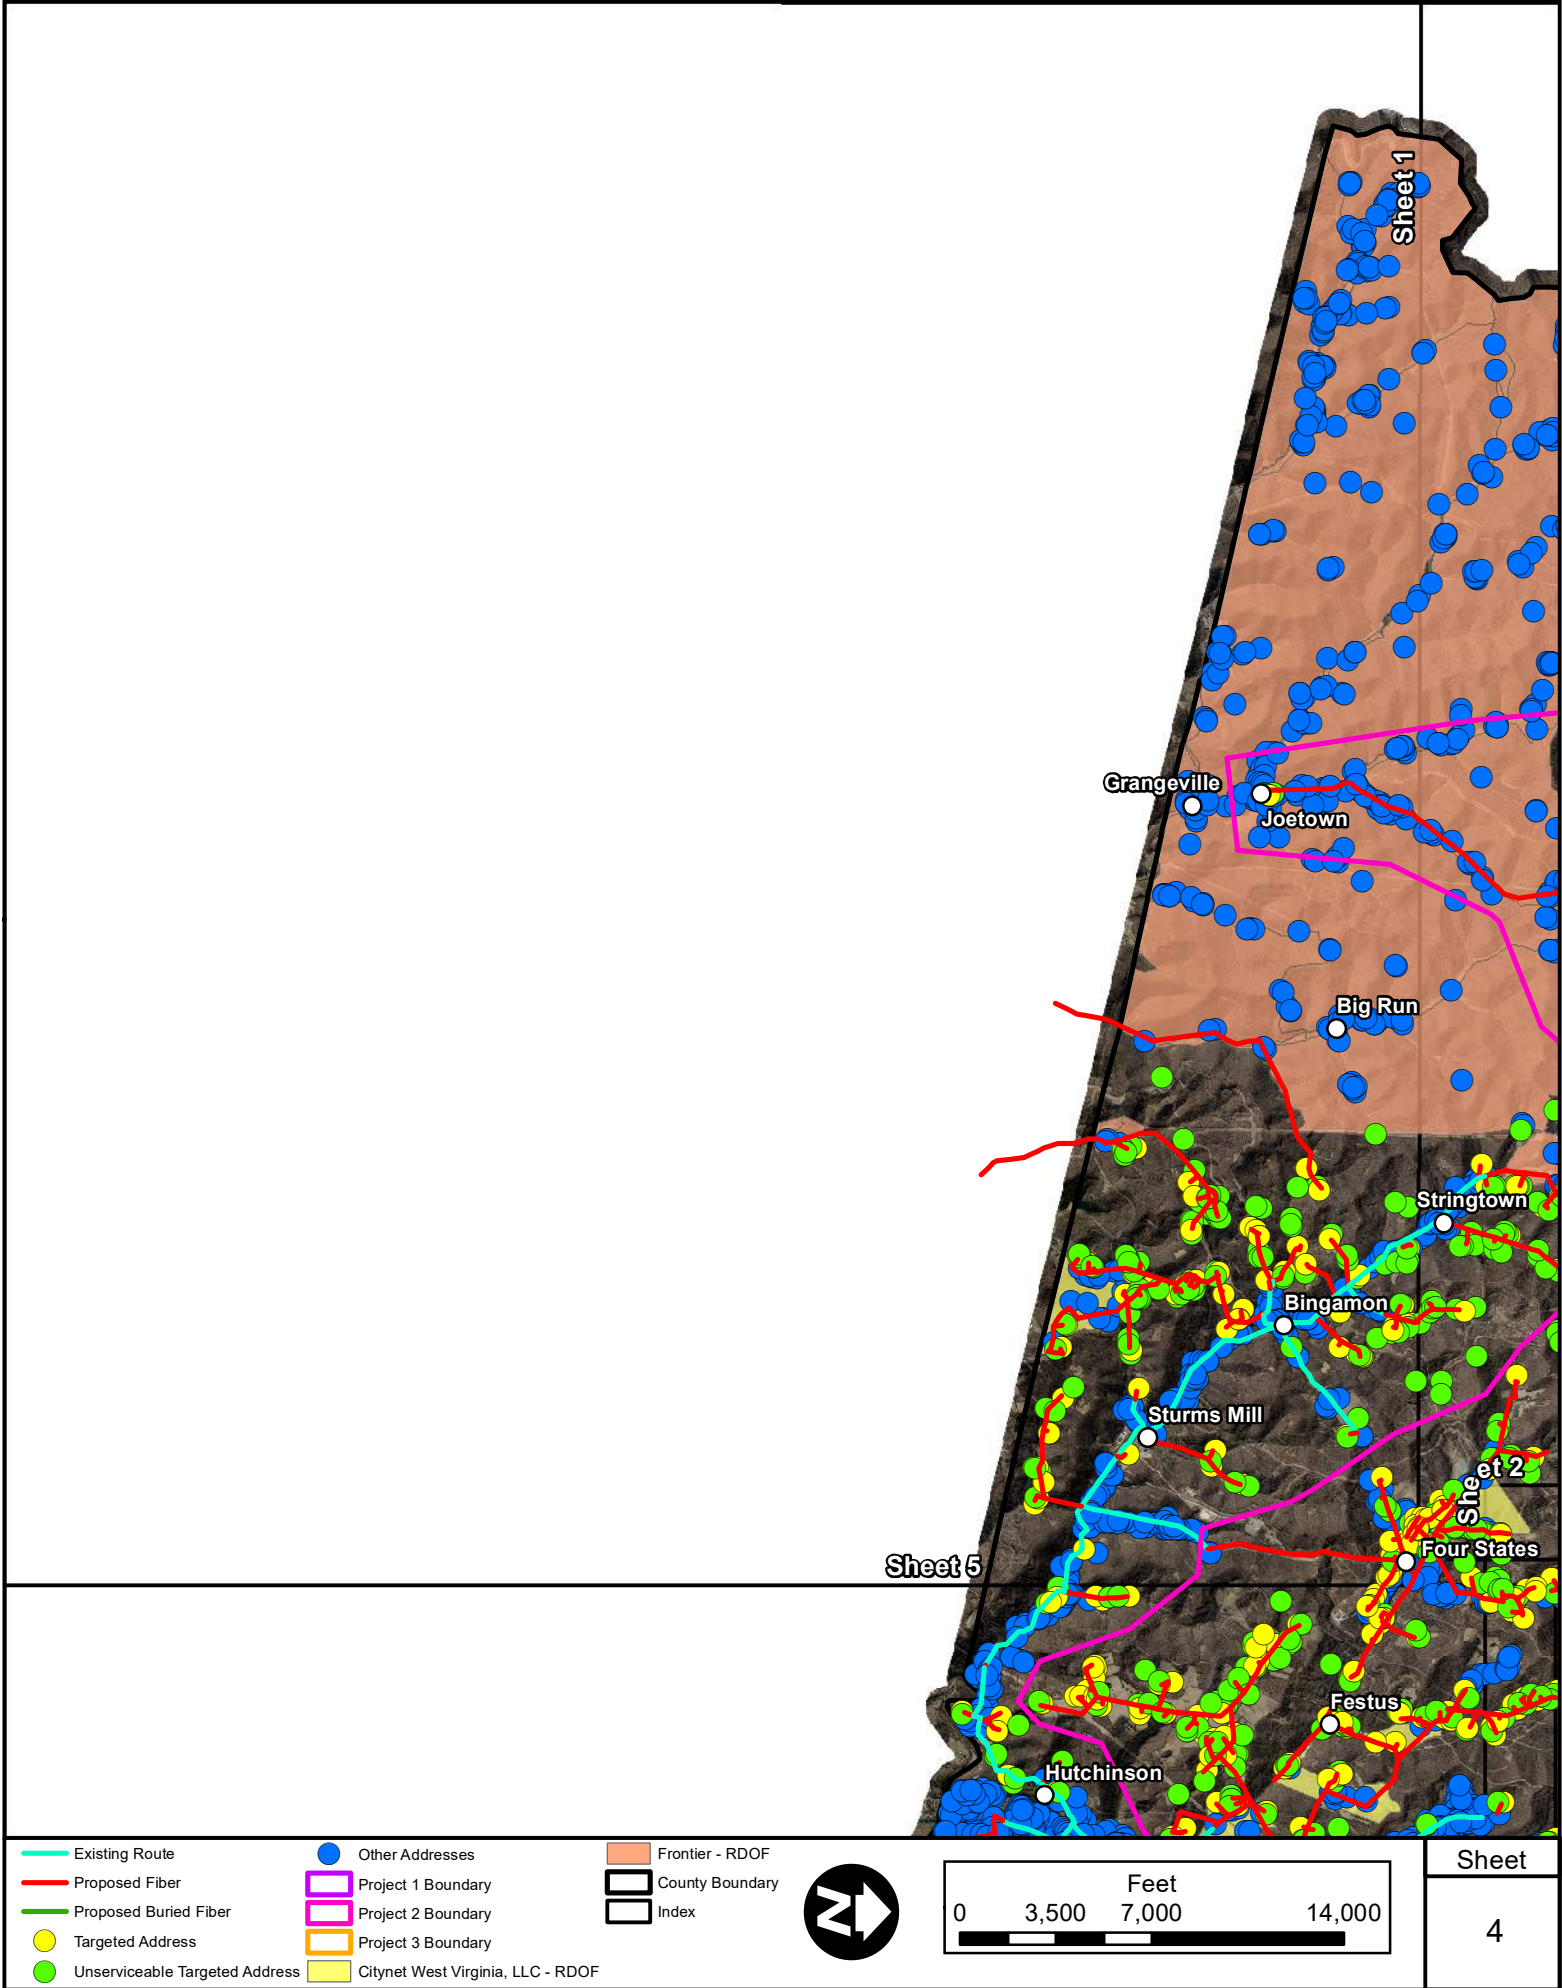 Sheet 1
Grangeville
Joetown
Big Run
Stringtown
Bingamon
Sturms Mill
Sheet 2
Four States
Sheet 5
Festus
Hutchinson
Existing Route
Proposed Fiber
Proposed Buried Fiber
Targeted Address
Unserviceable Targeted Address
Other Addresses
Project 1 Boundary
Project 2 Boundary
Project 3 Boundary
Citynet West Virginia, LLC - RDOF
Frontier - RDOF
County Boundary
Index
N
Feet
0 3,500 7,000 14,000
Sheet
4